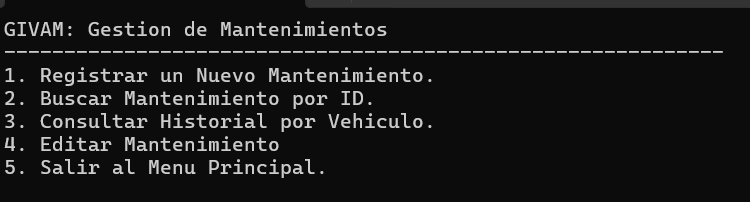 GIVAM: Gestion de Mantenimientos
------------------------------------------------------------
1. Registrar un Nuevo Mantenimiento.
2. Buscar Mantenimiento por ID.
3. Consultar Historial por Vehiculo.
4. Editar Mantenimiento
5. Salir al Menu Principal.